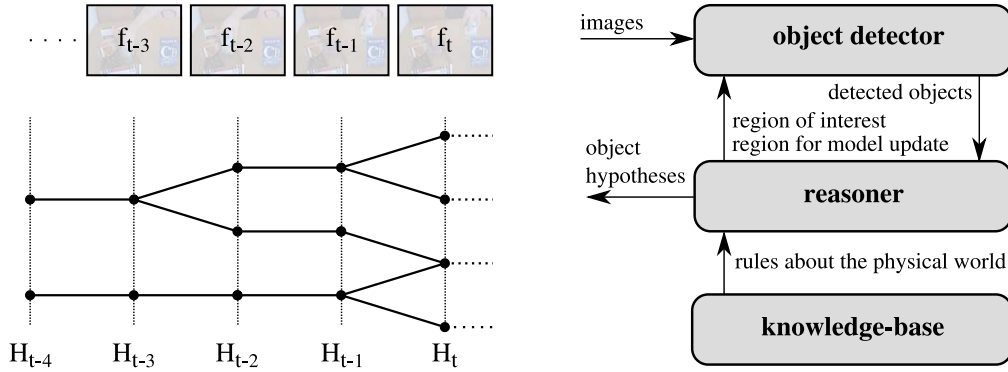 . . . . . f_{t-3} f_{t-2} f_{t-1} f_t
H_{t-4} H_{t-3} H_{t-2} H_{t-1} H_t
images
object detector
detected objects
region of interest
region for model update
object
hypotheses
reasoner
rules about the physical world
knowledge-base